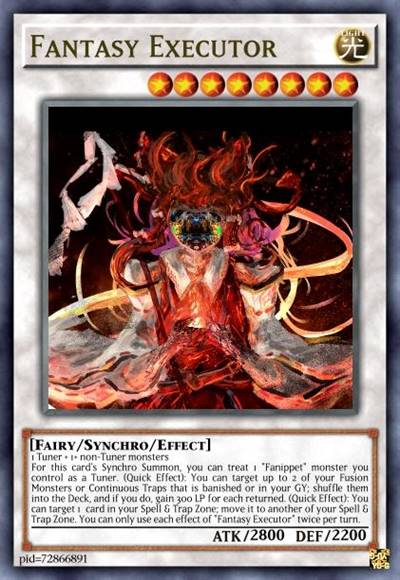 FANTASY EXECUTOR
LIGHT
光
[FAIRY/SYNCHRO/EFFECT]
1 Tuner + 1+ non-Tuner monsters
For this card's Synchro Summon, you can treat 1 "Fanippet" monster you
control as a Tuner. (Quick Effect): You can target up to 2 of your Fusion
Monsters or Continuous Traps that is banished or in your GY; shuffle them
into the Deck, and if you do, gain 300 LP for each returned. (Quick Effect): You
can target 1 card in your Spell & Trap Zone; move it to another of your Spell &
Trap Zone. You can only use each effect of "Fantasy Executor" twice per turn.
ATK/2800 DEF/2200
pid=72866891